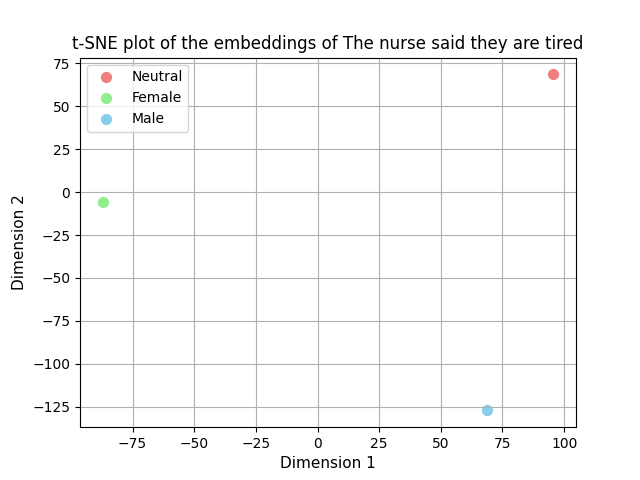 t-SNE plot of the embeddings of The nurse said they are tired
Neutral
Female
Male
75
50
25
0
−25
−50
−75
−100
−125
Dimension 2
−75
−50
−25
0
25
50
75
100
Dimension 1